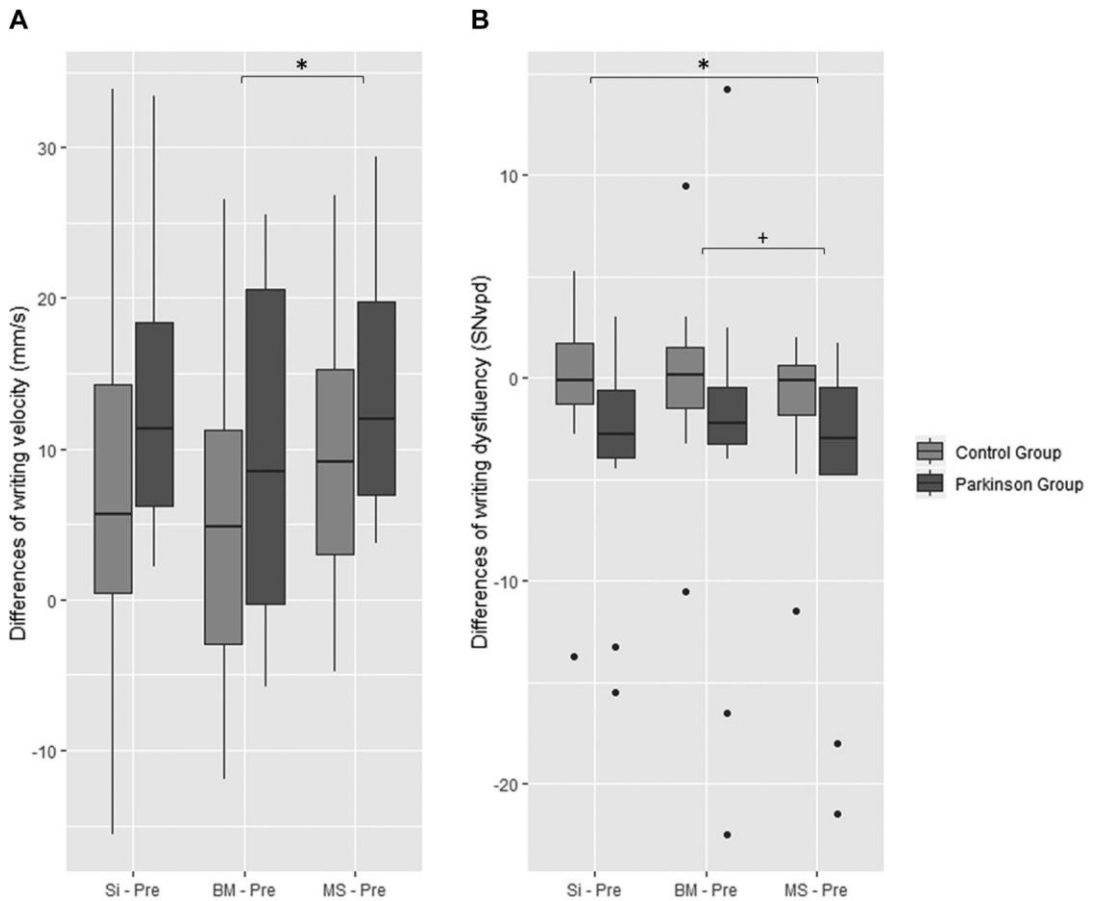 A
B
Differences of writing velocity (mm/s)
30
20
10
0
-10
*
Si - Pre
BM - Pre
MS - Pre
Differences of writing dysfluency (SNvpd)
10
0
-10
-20
*
+
Si - Pre
BM - Pre
MS - Pre
Control Group
Parkinson Group